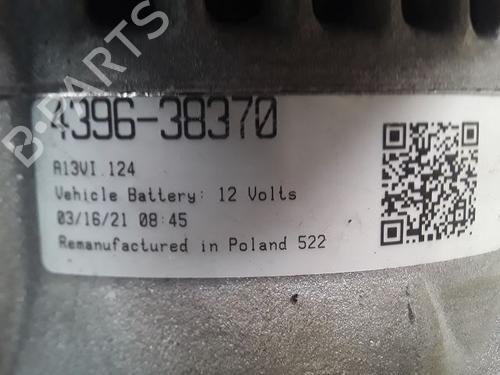 B-PARTS
4396-38370
A13VI.124
Vehicle Battery: 12 Volts
03/16/21 08:45
Remanufactured in Poland 522